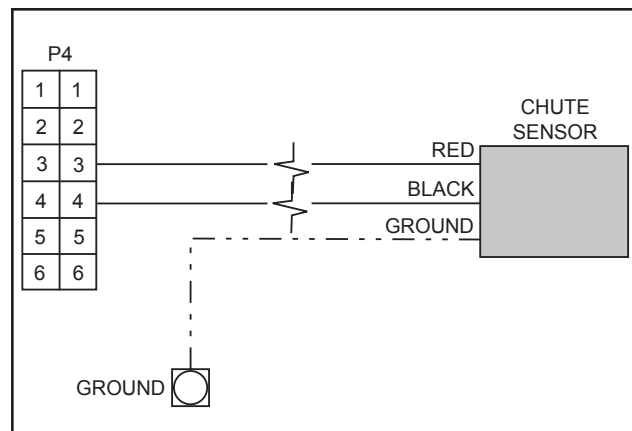 P4
1 1
2 2
3 3
4 4
5 5
6 6
CHUTE
SENSOR
RED
BLACK
GROUND
GROUND